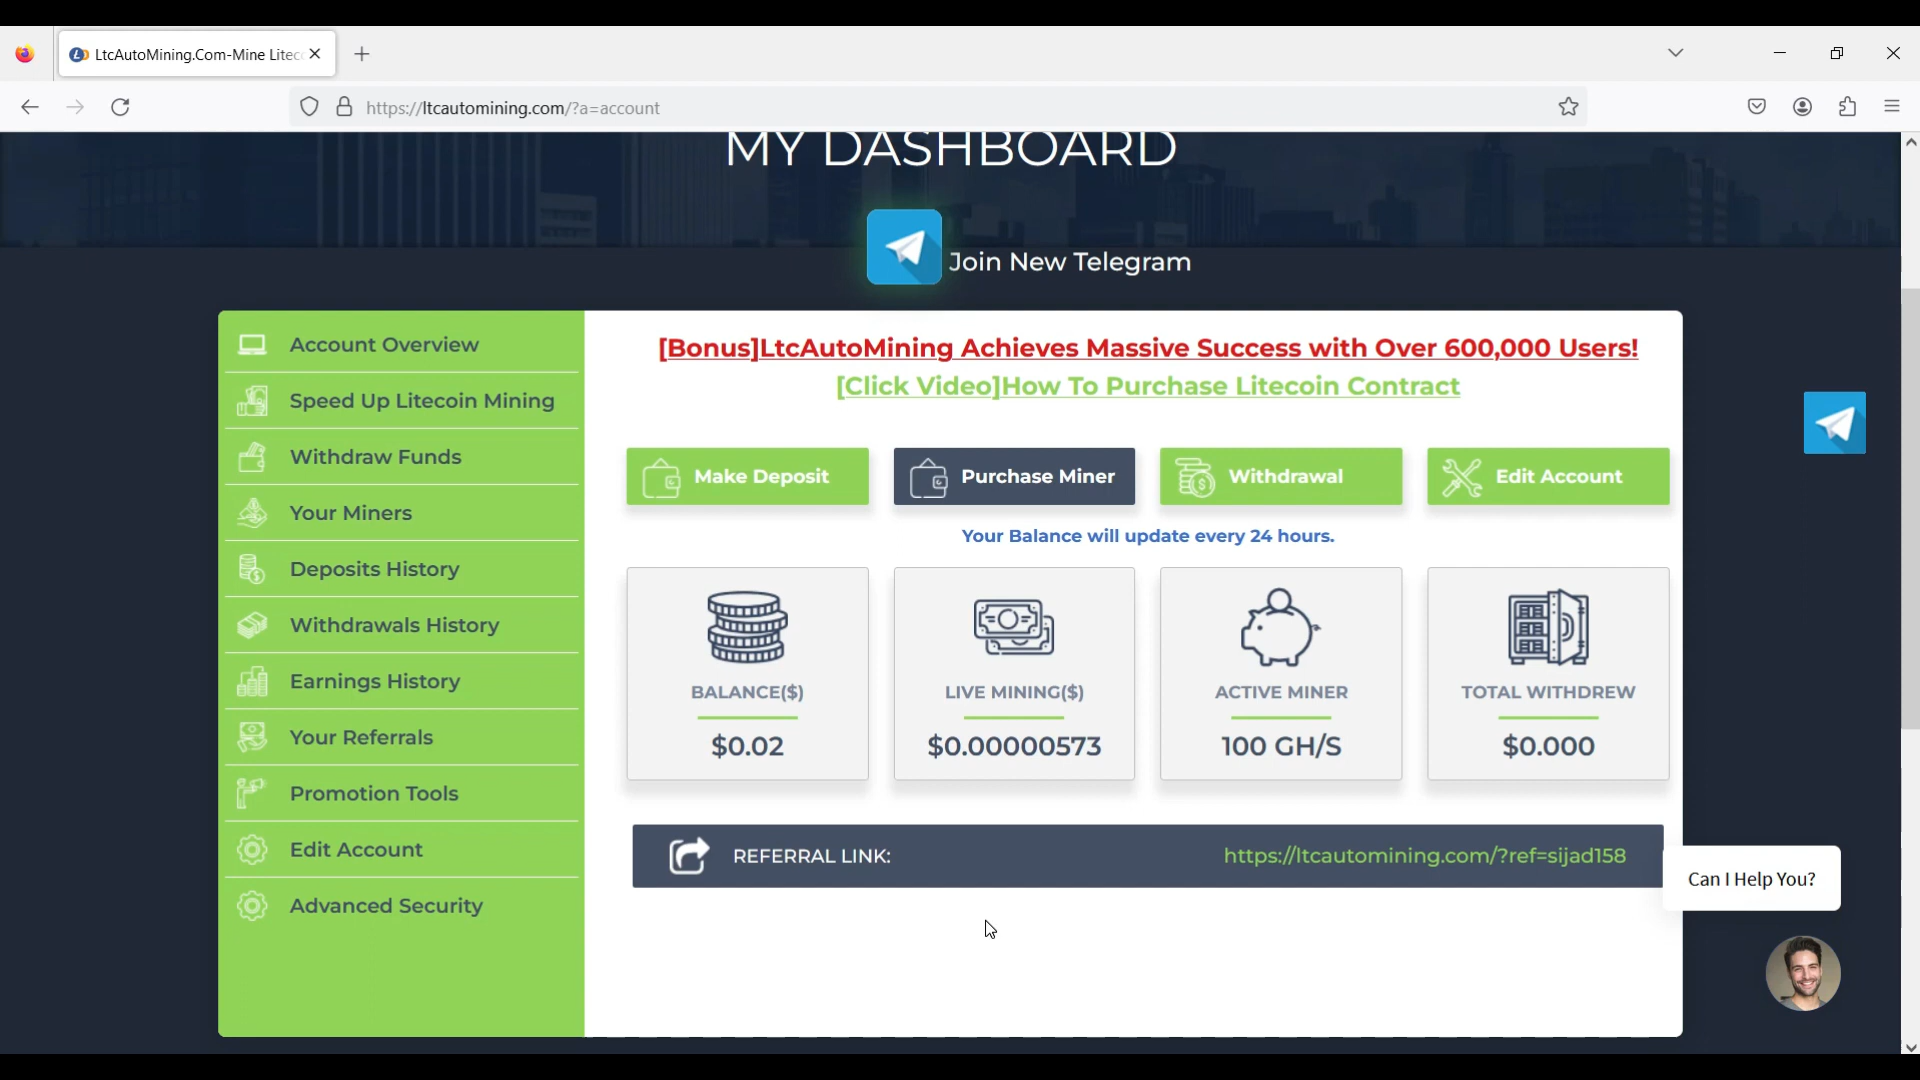 LtcAutoMining.Com-Mine Litec
https://ltcautomining.com/?a=account
MY DASHBOARD
Join New Telegram
Account Overview
Speed Up Litecoin Mining
Withdraw Funds
Your Miners
Deposits History
Withdrawals History
Earnings History
Your Referrals
Promotion Tools
Edit Account
Advanced Security
[Bonus]LtcAutoMining Achieves Massive Success with Over 600,000 Users!
[Click Video]How To Purchase Litecoin Contract
Make Deposit Purchase Miner Withdrawal Edit Account
Your Balance will update every 24 hours.
BALANCE($) LIVE MINING($) ACTIVE MINER TOTAL WITHDREW
$0.02 $0.00000573 100 GH/S $0.000
REFERRAL LINK: https://ltcautomining.com/?ref=sijad158
Can I Help You?